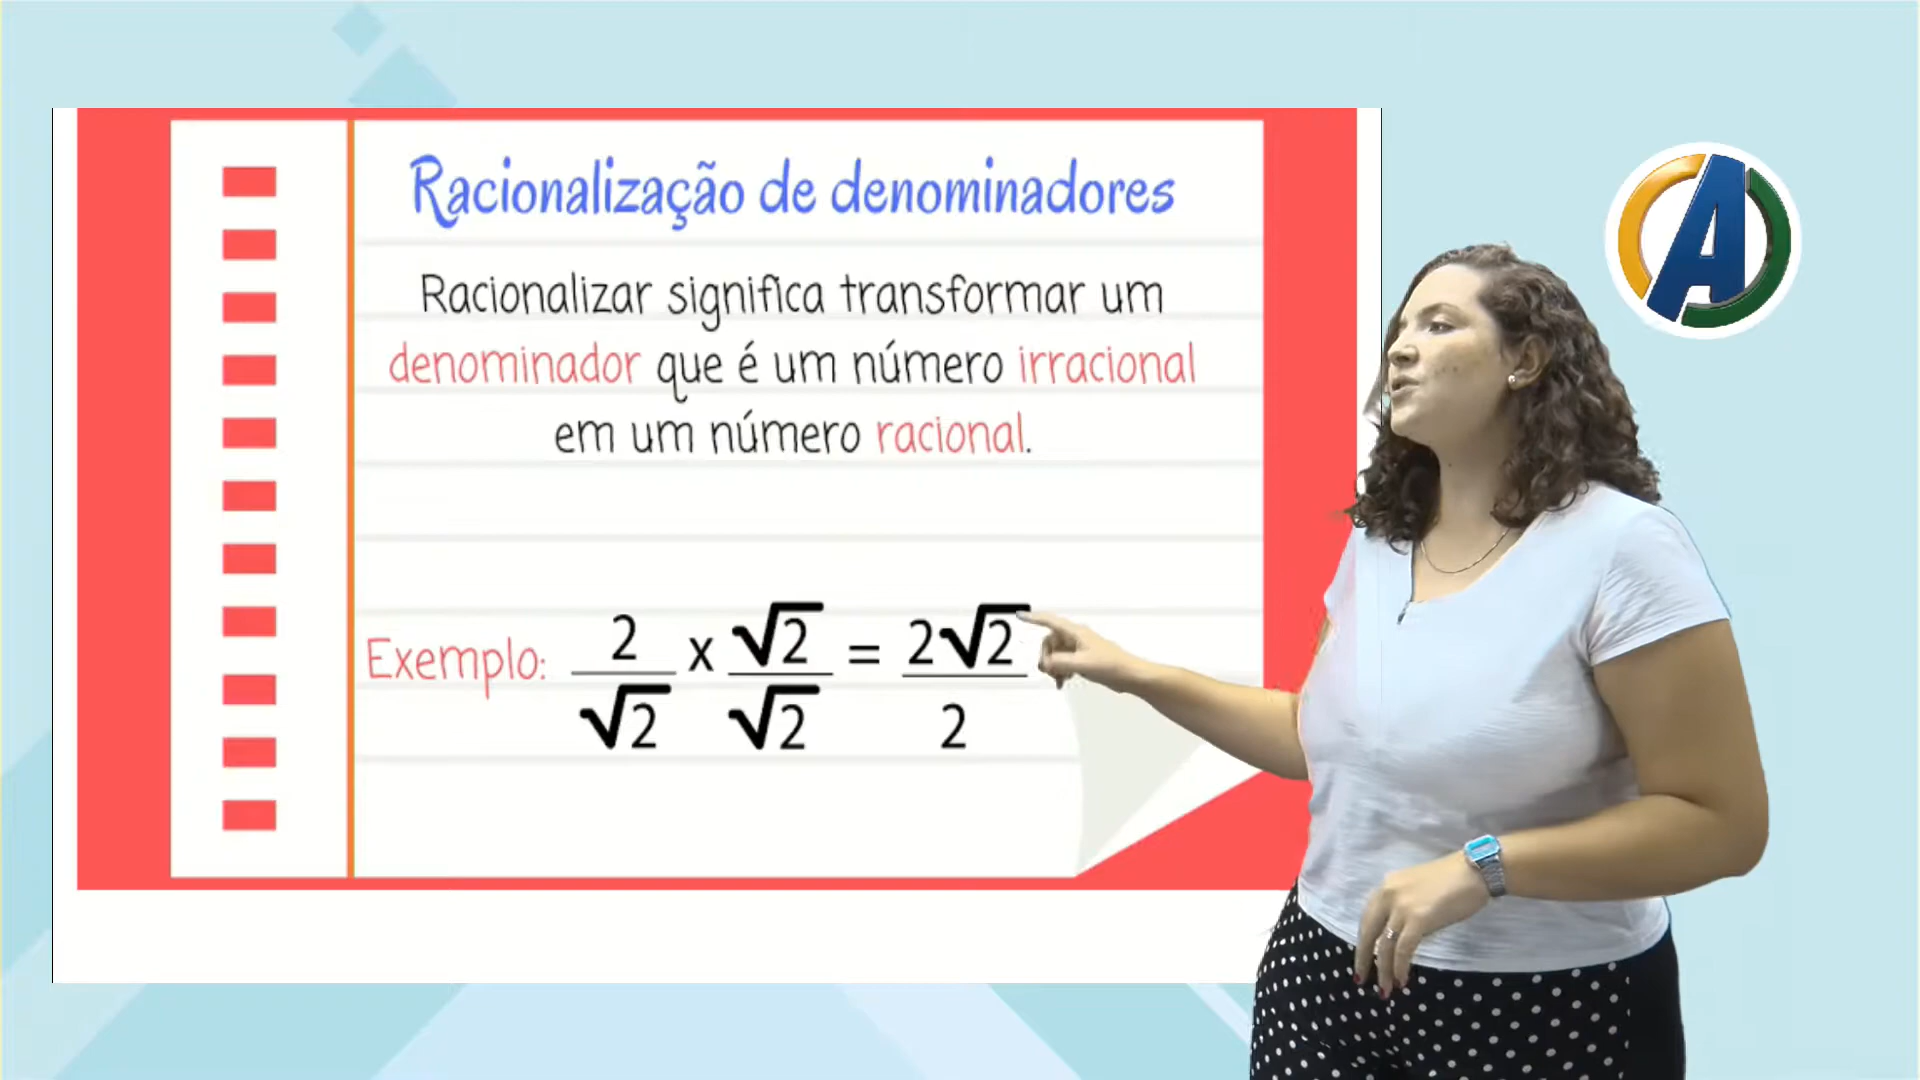 Racionalização de denominadores
Racionalizar significa transformar um
denominador que é um número irracional
em um número racional.
Exemplo: 2/√2 x √2/√2 = 2√2/2
A